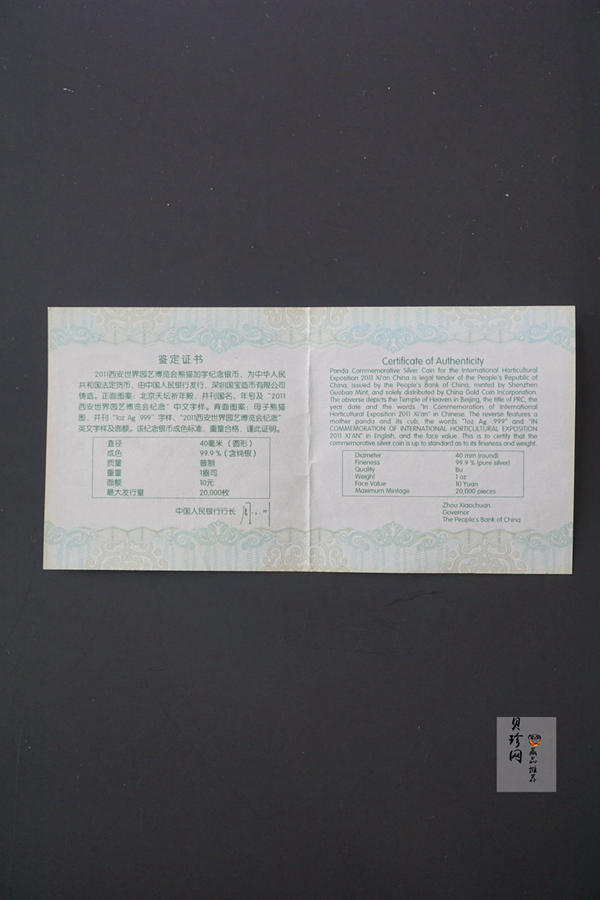 鉴定证书
2011西安世界园艺博览会熊猫加字纪念银币，为中华人民
共和国法定货币，由中国人民银行发行，深圳国宝造币有限公司
铸造。正面图案：北京天坛祈年殿，并刊国名、年号及“2011
西安世界园艺博览会纪念”中文字样。背面图案：母子熊猫
图，并刊“1oz Ag .999”字样、“2011西安世界园艺博览会纪念”
英文字样及面额。该纪念银币成色标准，重量合格，谨此证明。
直径 40毫米（圆形）
成色 99.9％（含纯银）
质量 普制
重量 1盎司
面额 10元
最大发行量 20,000枚
中国人民银行行长
Certificate of Authenticity
Panda Commemorative Silver Coin for the International Horticultural
Exposition 2011 Xi'an China is legal tender of the People's Republic of
China, issued by the People's Bank of China, minted by Shenzhen
Guobao Mint, and solely distributed by China Gold Coin Incorporation.
The obverse depicts the Temple of Heaven in Beijing, the title of PRC, the
year date and the words "In Commemoration of International
Horticultural Exposition 2011 Xi'an" in Chinese. The reverse features a
mother panda and its cub, the words "1oz Ag .999" and "IN
COMMEMORATION OF INTERNATIONAL HORTICULTURAL EXPOSITION
2011 XI'AN" in English, and the face value. This is to certify that the
commemorative silver coin is up to standard as to its fineness and weight.
Diameter 40 mm (round)
Fineness 99.9 % (pure silver)
Quality Bu
Weight 1 oz
Face Value 10 Yuan
Maximum Mintage 20,000 pieces
Zhou Xiaochuan
Governor
The People's Bank of China
贝珍网
藏品推荐